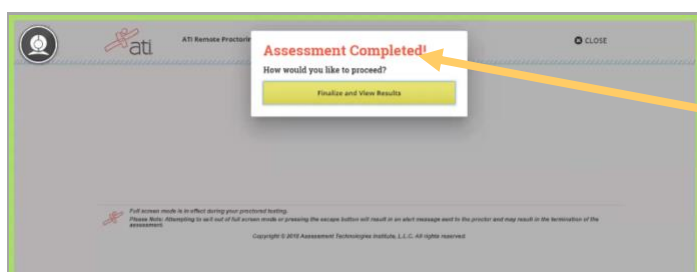 ati
ATI Remote Proctorin
CLOSE
Assessment Completed!
How would you like to proceed?
Finalize and View Results
Full screen mode is in effect during your proctored testing.
Please Note: Attempting to exit out of full screen mode or pressing the escape button will result in an alert message sent to the proctor and may result in the termination of the
assessment.
Copyright © 2015 Assessment Technologies Institute, L.L.C. All rights reserved.